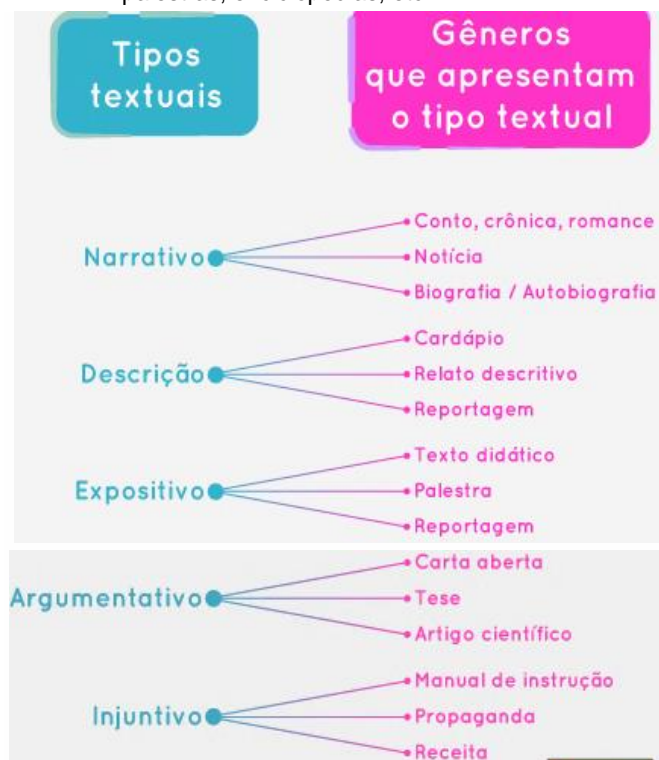 Tipos
textuais
Gêneros
que apresentam
o tipo textual
Narrativo
Conto, crônica, romance
Notícia
Biografia / Autobiografia
Descrição
Cardápio
Relato descritivo
Reportagem
Expositivo
Texto didático
Palestra
Reportagem
Argumentativo
Carta aberta
Tese
Artigo científico
Injuntivo
Manual de instrução
Propaganda
Receita